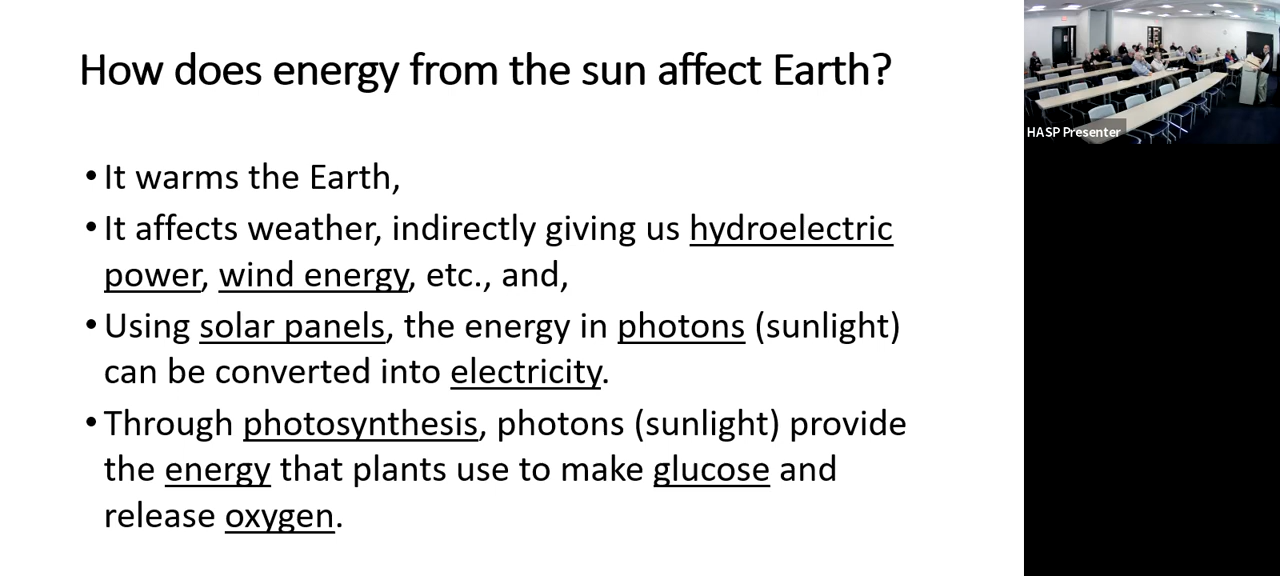 How does energy from the sun affect Earth?
•It warms the Earth,
•It affects weather, indirectly giving us hydroelectric
power, wind energy, etc., and,
•Using solar panels, the energy in photons (sunlight)
can be converted into electricity.
•Through photosynthesis, photons (sunlight) provide
the energy that plants use to make glucose and
release oxygen.
HASP Presenter